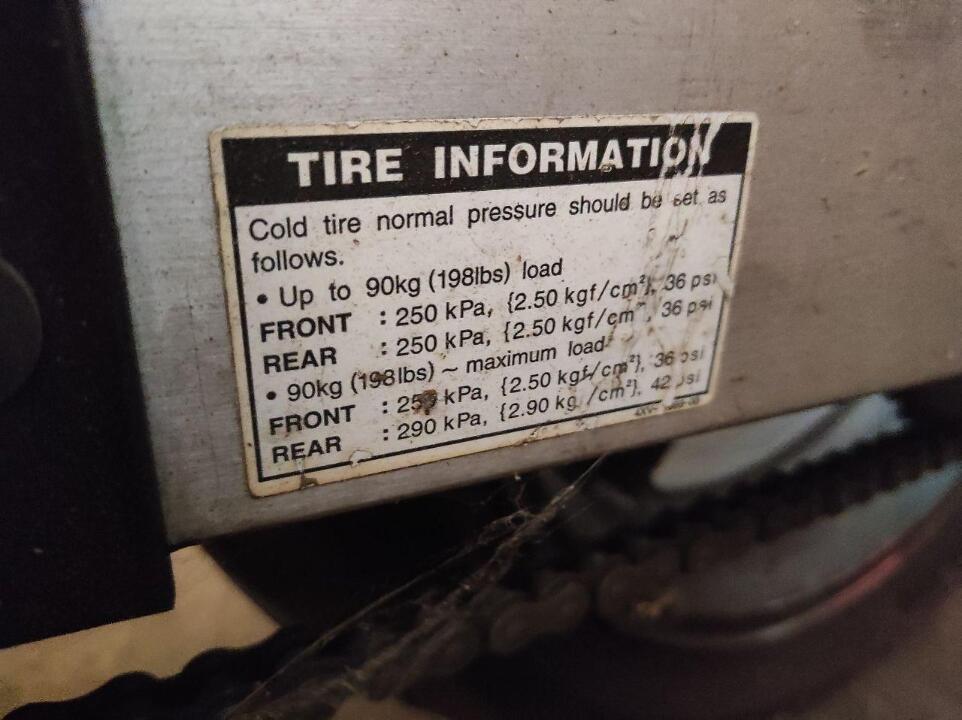 TIRE INFORMATION
Cold tire normal pressure should be set as
follows.
• Up to 90kg (198lbs) load
FRONT : 250 kPa, {2.50 kgf/cm²}, 36 psi
REAR : 250 kPa, {2.50 kgf/cm , 36 psi
• 90kg (198lbs) ~ maximum load
FRONT : 250 kPa, {2.50 kgf/cm²}, 36 psi
REAR : 290 kPa, {2.90 kg /cm²}, 42 psi